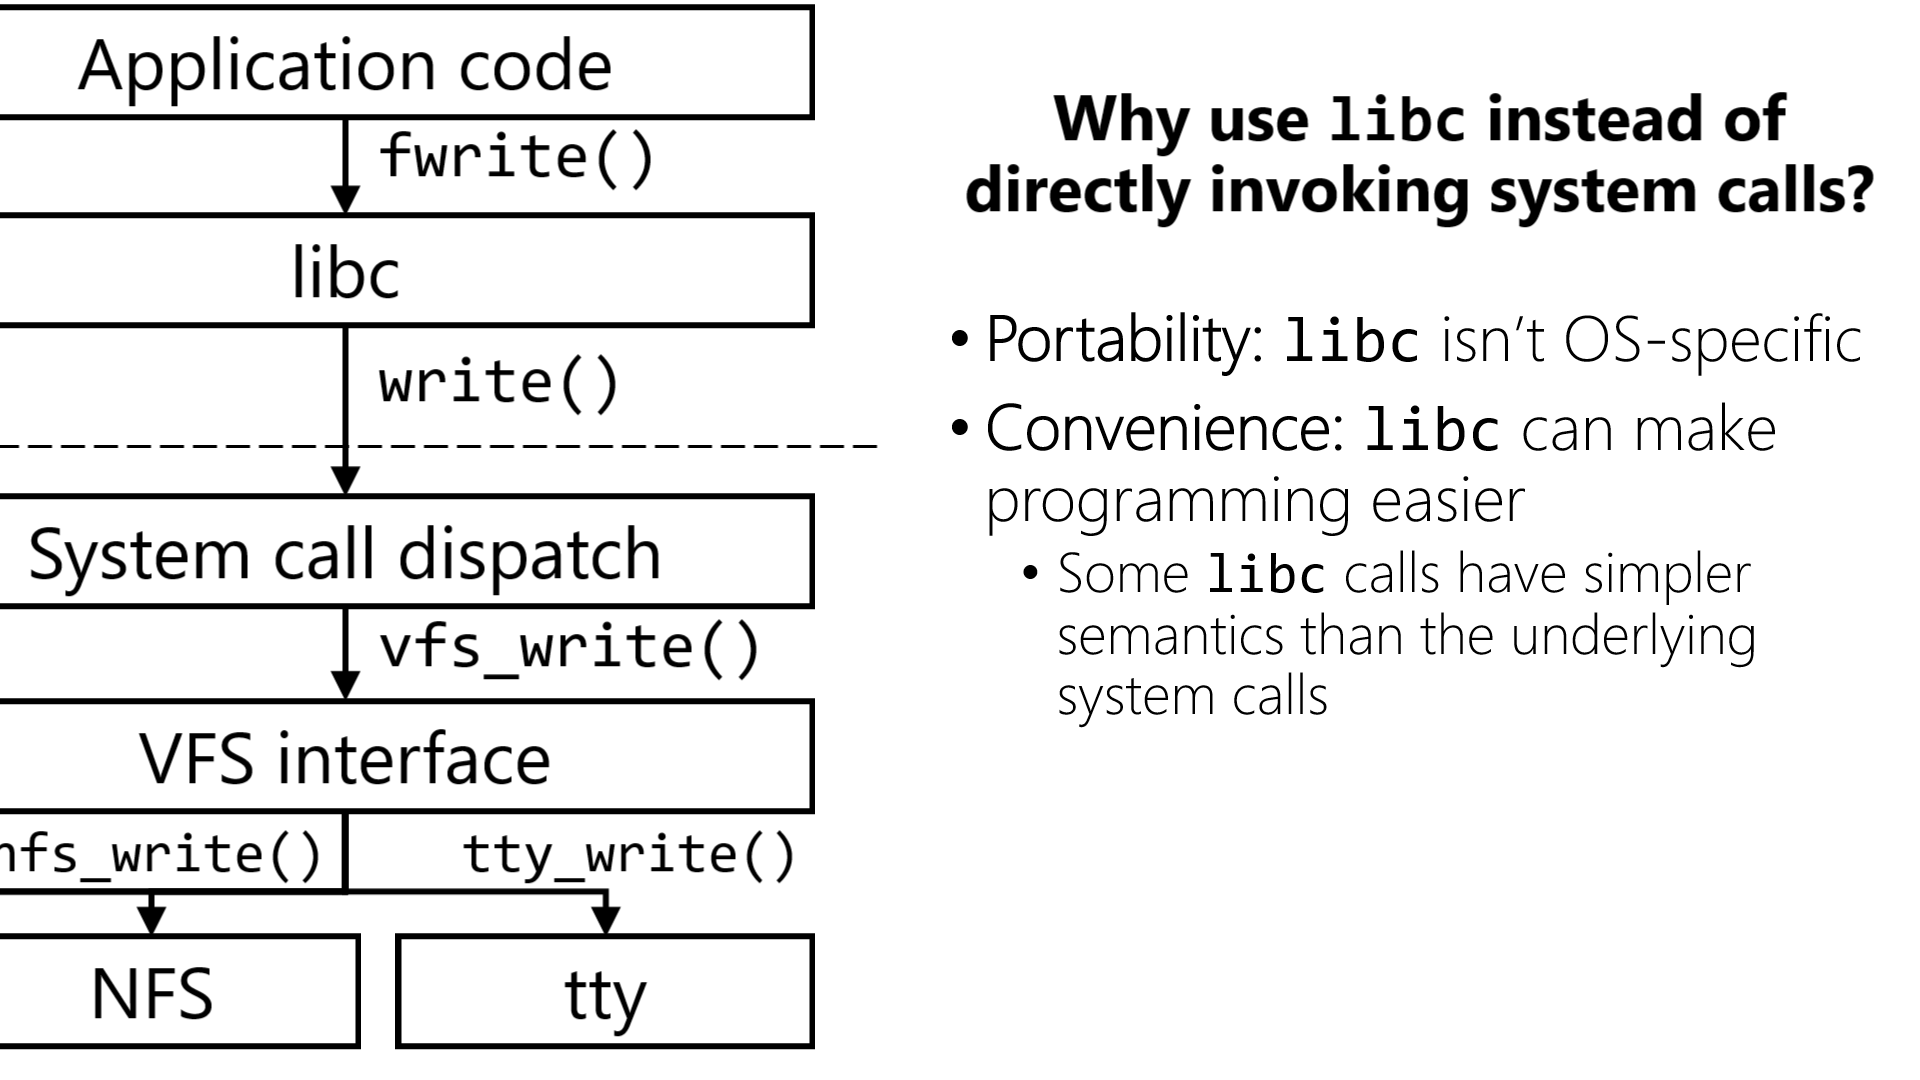 Application code
fwrite()
libc
write()
System call dispatch
vfs_write()
VFS interface
nfs_write()
tty_write()
NFS
tty
Why use libc instead of
directly invoking system calls?
• Portability: libc isn’t OS-specific
• Convenience: libc can make
programming easier
• Some libc calls have simpler
semantics than the underlying
system calls